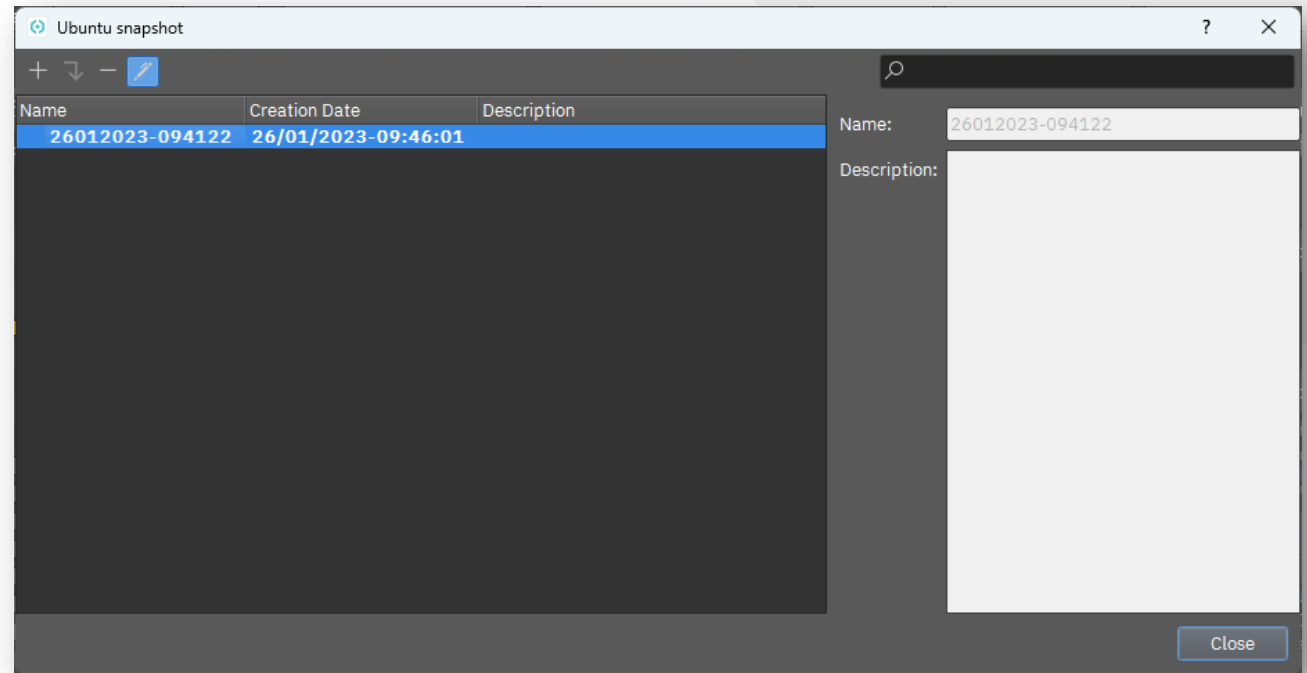 Ubuntu snapshot
Name Creation Date Description
26012023-094122 26/01/2023-09:46:01
Name: 26012023-094122
Description:
Close